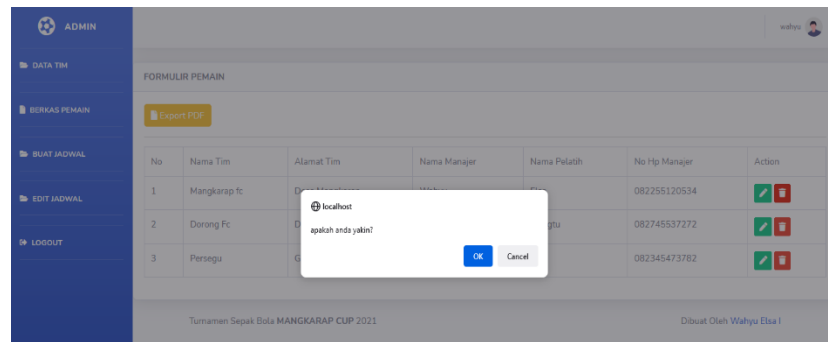 ADMIN
wahyu
DATA TIM
BERKAS PEMAIN
BUAT JADWAL
EDIT JADWAL
LOGOUT
FORMULIR PEMAIN
Export PDF
No Nama Tim Alamat Tim Nama Manajer Nama Pelatih No Hp Manajer Action
1 Mangkarap fc 082255120534
2 Dorong Fc D gtu 082745537272
3 Persegu G 082345473782
localhost
apakah anda yakin?
OK Cancel
Turnamen Sepak Bola MANGKARAP CUP 2021
Dibuat Oleh Wahyu Elsa I